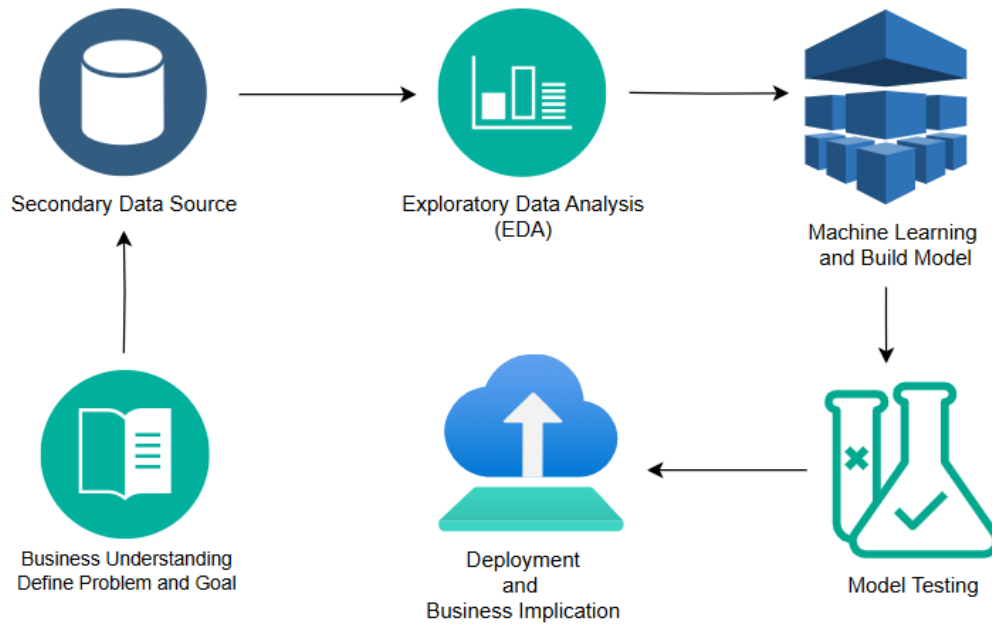 Secondary Data Source
Exploratory Data Analysis
(EDA)
Machine Learning
and Build Model
Business Understanding
Define Problem and Goal
Deployment
and
Business Implication
Model Testing